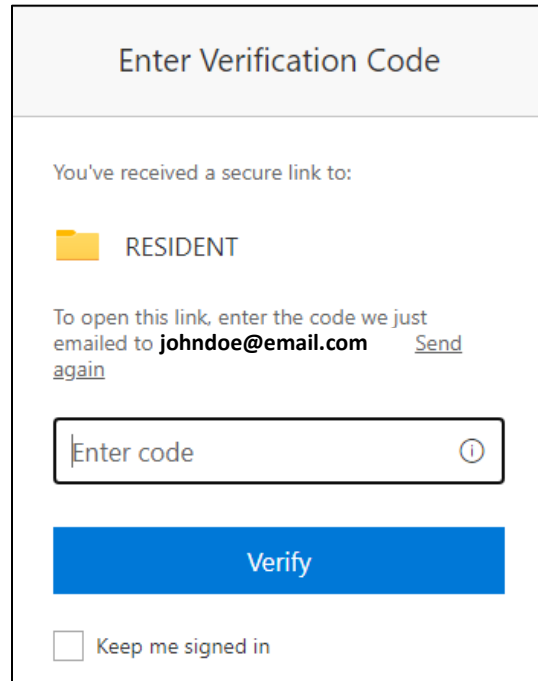 Enter Verification Code
You've received a secure link to:
RESIDENT
To open this link, enter the code we just
emailed to johndoe@email.com Send
again
Enter code
Verify
Keep me signed in